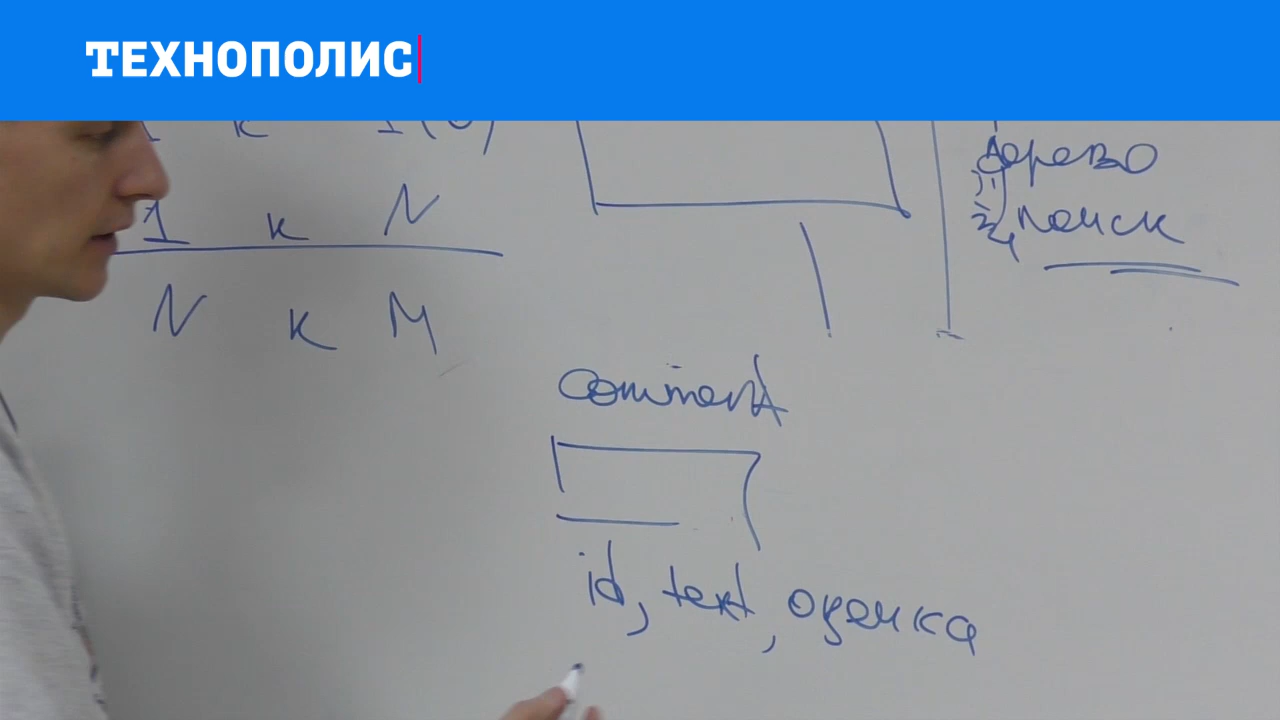 ТЕХНОПОЛИС
1 к N
N к M
дерево
поиск
Comment
id, text, оценка